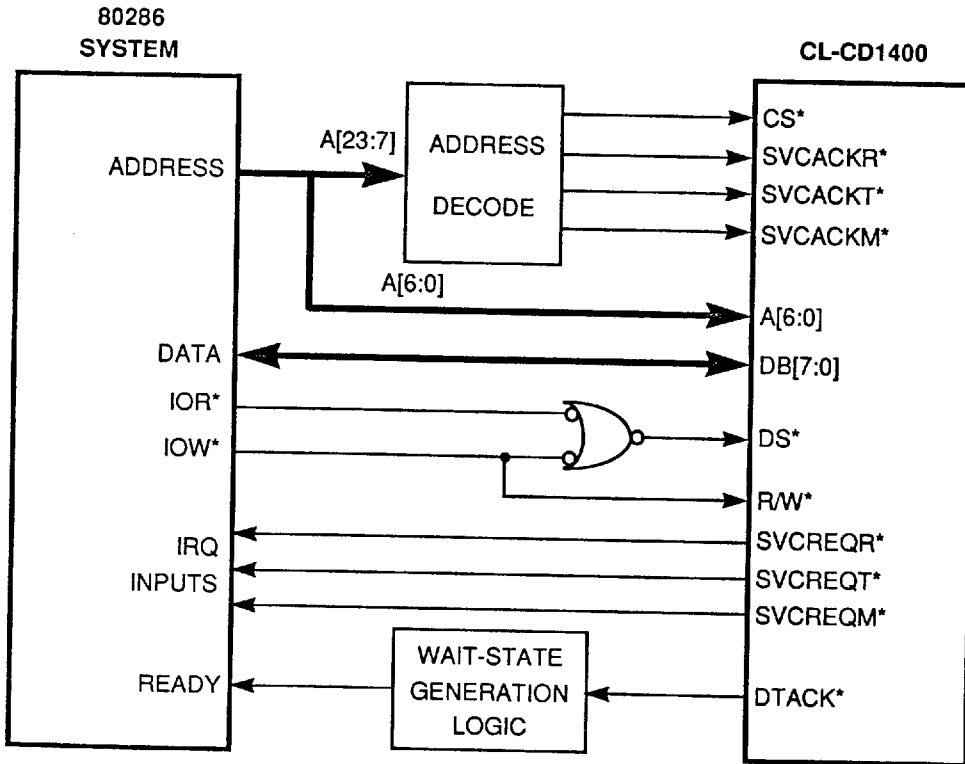 80286
SYSTEM
CL-CD1400
ADDRESS
A[23:7]
ADDRESS
DECODE
CS*
SVCACKR*
SVCACKT*
SVCACKM*
A[6:0]
A[6:0]
DATA
DB[7:0]
IOR*
IOW*
DS*
R/W*
IRQ
INPUTS
SVCREQR*
SVCREQT*
SVCREQM*
READY
WAIT-STATE
GENERATION
LOGIC
DTACK*